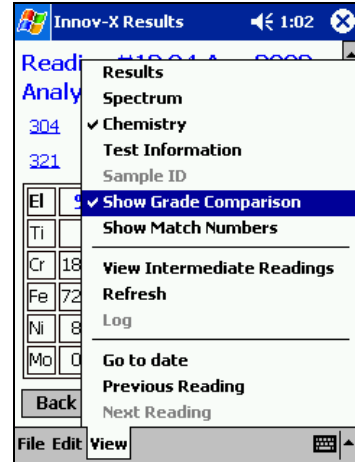 Innov-X Results 1:02
Results
Analy
Spectrum
304
Chemistry
Test Information
321
Sample ID
El
Show Grade Comparison
Ti
Show Match Numbers
Cr 18
View Intermediate Readings
Fe 72
Refresh
Ni 8
Log
Mo 0
Go to date
Previous Reading
Back
Next Reading
File Edit View